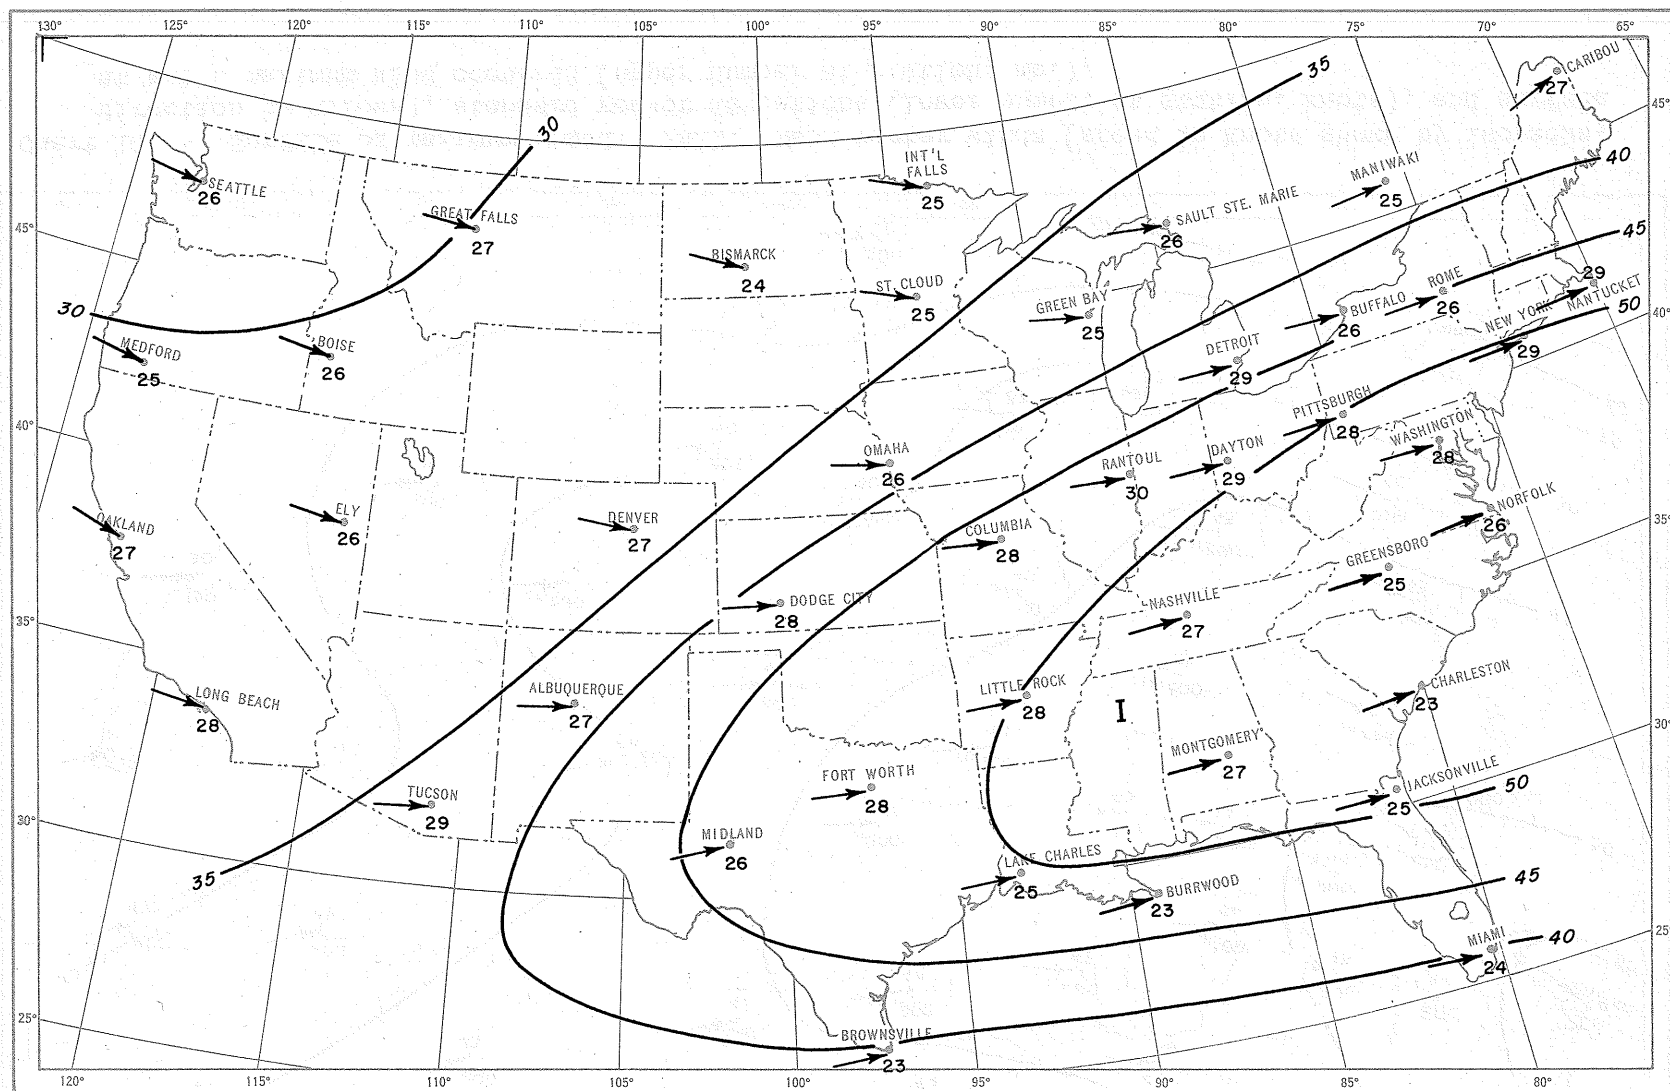 130° 125° 120° 115° 110° 105° 100° 95° 90° 85° 80° 75° 70° 65°
35
CARIBOU
27
45°
30
40
INT'L
FALLS
25
MANIWAKI
25
SEATTLE
26
SAULT STE. MARIE
26
GREAT FALLS
27
45°
45
BISMARCK
24
ST. CLOUD
25
GREEN BAY
25
ROME
26
BUFFALO
26
29
NANTUCKET
50
40°
30
NEW YORK
29
MEDFORD
25
BOISE
26
DETROIT
29
PITTSBURGH
28
40°
WASHINGTON
28
OMAHA
26
RANTOUL
30
DAYTON
29
NORFOLK
26
35°
OAKLAND
27
ELY
26
DENVER
27
COLUMBIA
28
GREENSBORO
25
DODGE CITY
28
NASHVILLE
27
35°
LONG BEACH
28
ALBUQUERQUE
27
LITTLE ROCK
28
I
CHARLESTON
23
30°
MONTGOMERY
27
TUCSON
29
FORT WORTH
28
JACKSONVILLE
25
50
30°
MIDLAND
26
LAKE CHARLES
25
35
BURRWOOD
23
45
MIAMI
24
40
25°
25°
BROWNSVILLE
23
120° 115° 110° 105° 100° 95° 90° 85° 80°